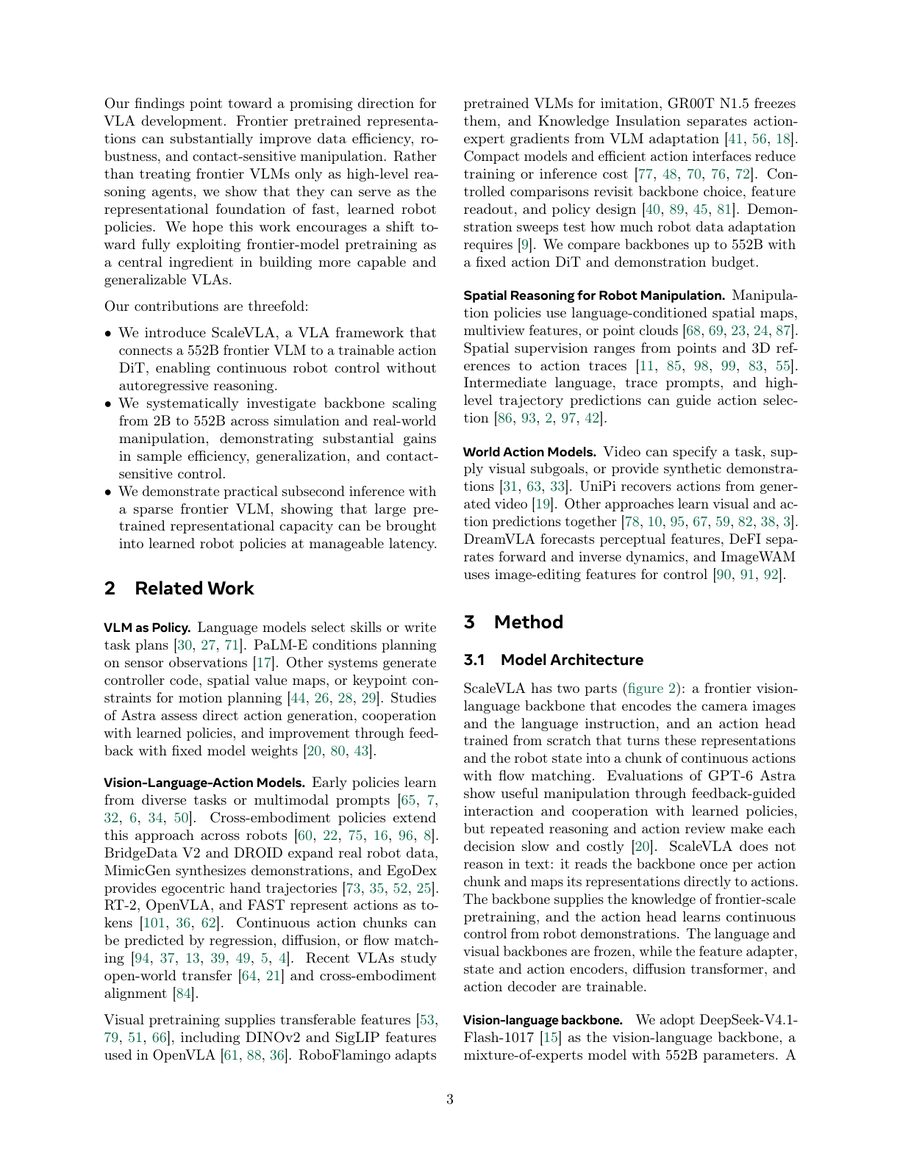 Our findings point toward a promising direction for
VLA development. Frontier pretrained representa-
tions can substantially improve data efficiency, ro-
bustness, and contact-sensitive manipulation. Rather
than treating frontier VLMs only as high-level rea-
soning agents, we show that they can serve as the
representational foundation of fast, learned robot
policies. We hope this work encourages a shift to-
ward fully exploiting frontier-model pretraining as
a central ingredient in building more capable and
generalizable VLAs.
Our contributions are threefold:
• We introduce ScaleVLA, a VLA framework that
connects a 552B frontier VLM to a trainable action
DiT, enabling continuous robot control without
autoregressive reasoning.
• We systematically investigate backbone scaling
from 2B to 552B across simulation and real-world
manipulation, demonstrating substantial gains
in sample efficiency, generalization, and contact-
sensitive control.
• We demonstrate practical subsecond inference with
a sparse frontier VLM, showing that large pre-
trained representational capacity can be brought
into learned robot policies at manageable latency.
2 Related Work
VLM as Policy. Language models select skills or write
task plans [30, 27, 71]. PaLM-E conditions planning
on sensor observations [17]. Other systems generate
controller code, spatial value maps, or keypoint con-
straints for motion planning [44, 26, 28, 29]. Studies
of Astra assess direct action generation, cooperation
with learned policies, and improvement through feed-
back with fixed model weights [20, 80, 43].
Vision-Language-Action Models. Early policies learn
from diverse tasks or multimodal prompts [65, 7,
32, 6, 34, 50]. Cross-embodiment policies extend
this approach across robots [60, 22, 75, 16, 96, 8].
BridgeData V2 and DROID expand real robot data,
MimicGen synthesizes demonstrations, and EgoDex
provides egocentric hand trajectories [73, 35, 52, 25].
RT-2, OpenVLA, and FAST represent actions as to-
kens [101, 36, 62]. Continuous action chunks can
be predicted by regression, diffusion, or flow match-
ing [94, 37, 13, 39, 49, 5, 4]. Recent VLAs study
open-world transfer [64, 21] and cross-embodiment
alignment [84].
Visual pretraining supplies transferable features [53,
79, 51, 66], including DINOv2 and SigLIP features
used in OpenVLA [61, 88, 36]. RoboFlamingo adapts
pretrained VLMs for imitation, GR00T N1.5 freezes
them, and Knowledge Insulation separates action-
expert gradients from VLM adaptation [41, 56, 18].
Compact models and efficient action interfaces reduce
training or inference cost [77, 48, 70, 76, 72]. Con-
trolled comparisons revisit backbone choice, feature
readout, and policy design [40, 89, 45, 81]. Demon-
stration sweeps test how much robot data adaptation
requires [9]. We compare backbones up to 552B with
a fixed action DiT and demonstration budget.
Spatial Reasoning for Robot Manipulation. Manipula-
tion policies use language-conditioned spatial maps,
multiview features, or point clouds [68, 69, 23, 24, 87].
Spatial supervision ranges from points and 3D ref-
erences to action traces [11, 85, 98, 99, 83, 55].
Intermediate language, trace prompts, and high-
level trajectory predictions can guide action selec-
tion [86, 93, 2, 97, 42].
World Action Models. Video can specify a task, sup-
ply visual subgoals, or provide synthetic demonstra-
tions [31, 63, 33]. UniPi recovers actions from gener-
ated video [19]. Other approaches learn visual and ac-
tion predictions together [78, 10, 95, 67, 59, 82, 38, 3].
DreamVLA forecasts perceptual features, DeFI sepa-
rates forward and inverse dynamics, and ImageWAM
uses image-editing features for control [90, 91, 92].
3 Method
3.1 Model Architecture
ScaleVLA has two parts (figure 2): a frontier vision-
language backbone that encodes the camera images
and the language instruction, and an action head
trained from scratch that turns these representations
and the robot state into a chunk of continuous actions
with flow matching. Evaluations of GPT-6 Astra
show useful manipulation through feedback-guided
interaction and cooperation with learned policies,
but repeated reasoning and action review make each
decision slow and costly [20]. ScaleVLA does not
reason in text: it reads the backbone once per action
chunk and maps its representations directly to actions.
The backbone supplies the knowledge of frontier-scale
pretraining, and the action head learns continuous
control from robot demonstrations. The language and
visual backbones are frozen, while the feature adapter,
state and action encoders, diffusion transformer, and
action decoder are trainable.
Vision-language backbone. We adopt DeepSeek-V4.1-
Flash-1017 [15] as the vision-language backbone, a
mixture-of-experts model with 552B parameters. A
3